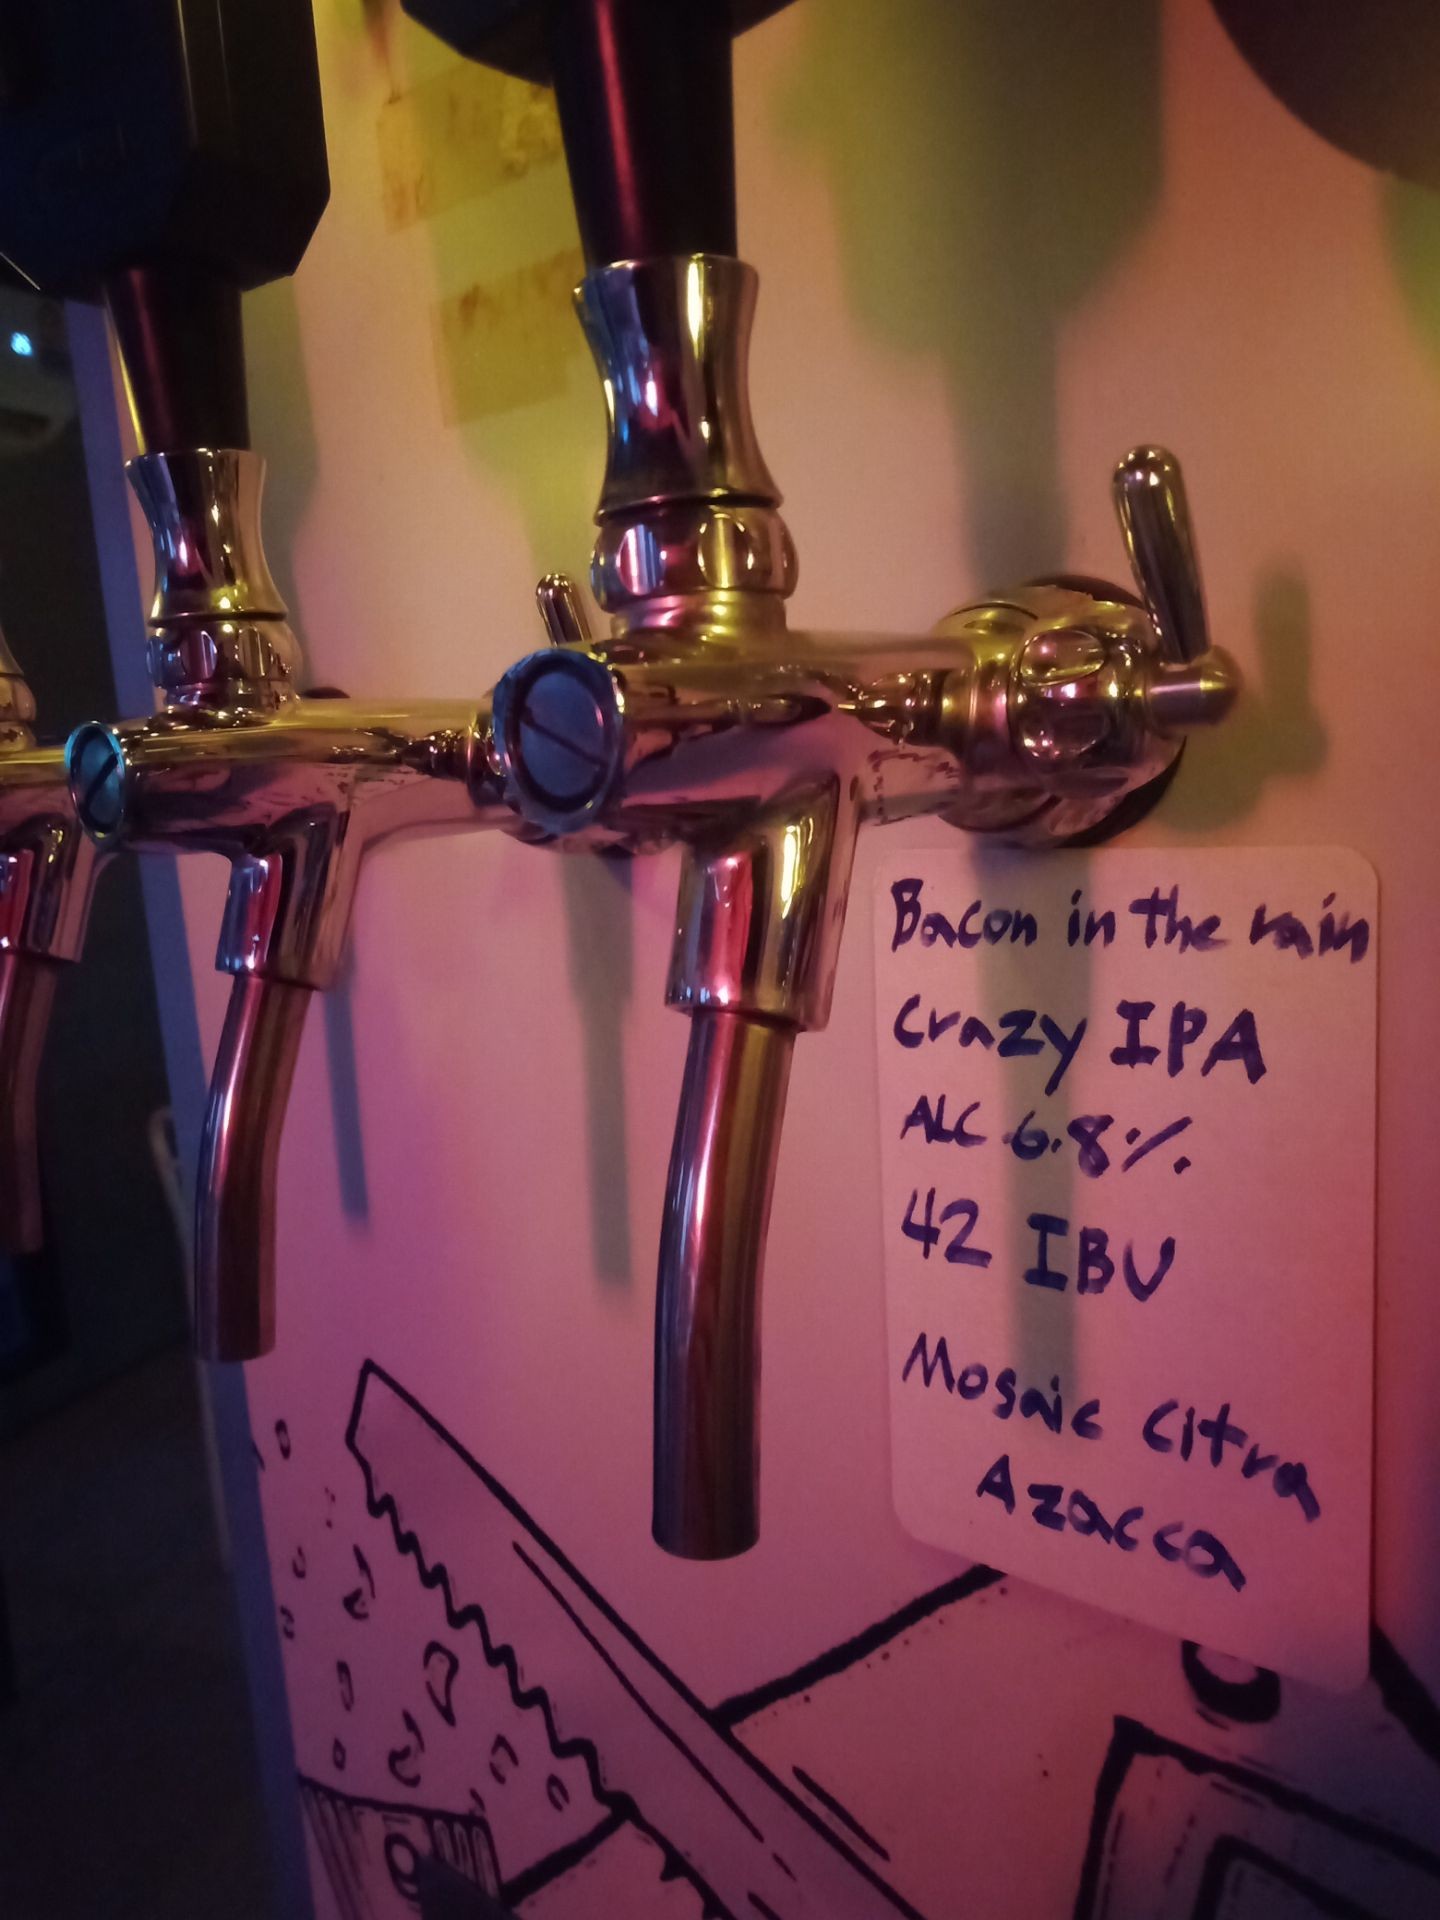 Bacon in the rain
Crazy IPA
ALC 6.8%
42 IBU
Mosaic Citra
Azacca